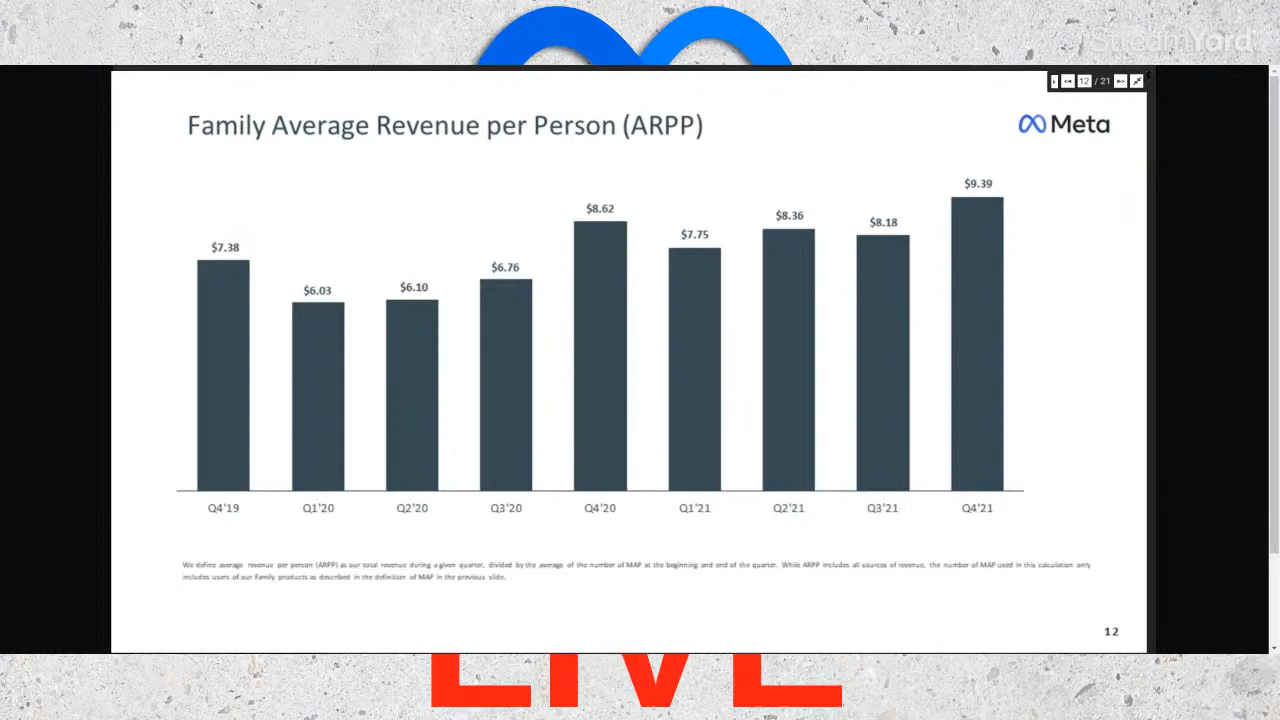 StreamYard
12 / 21
Family Average Revenue per Person (ARPP)
Meta
$7.38
$6.03
$6.10
$6.76
$8.62
$7.75
$8.36
$8.18
$9.39
Q4'19
Q1'20
Q2'20
Q3'20
Q4'20
Q1'21
Q2'21
Q3'21
Q4'21
We define average revenue per person (ARPP) as our total revenue during a given quarter, divided by the average of the number of MAP at the beginning and end of the quarter. While ARPP includes all sources of revenue, the number of MAP used in this calculation only
includes users of our Family products as described in the definition of MAP in the previous slide.
12
LIVE